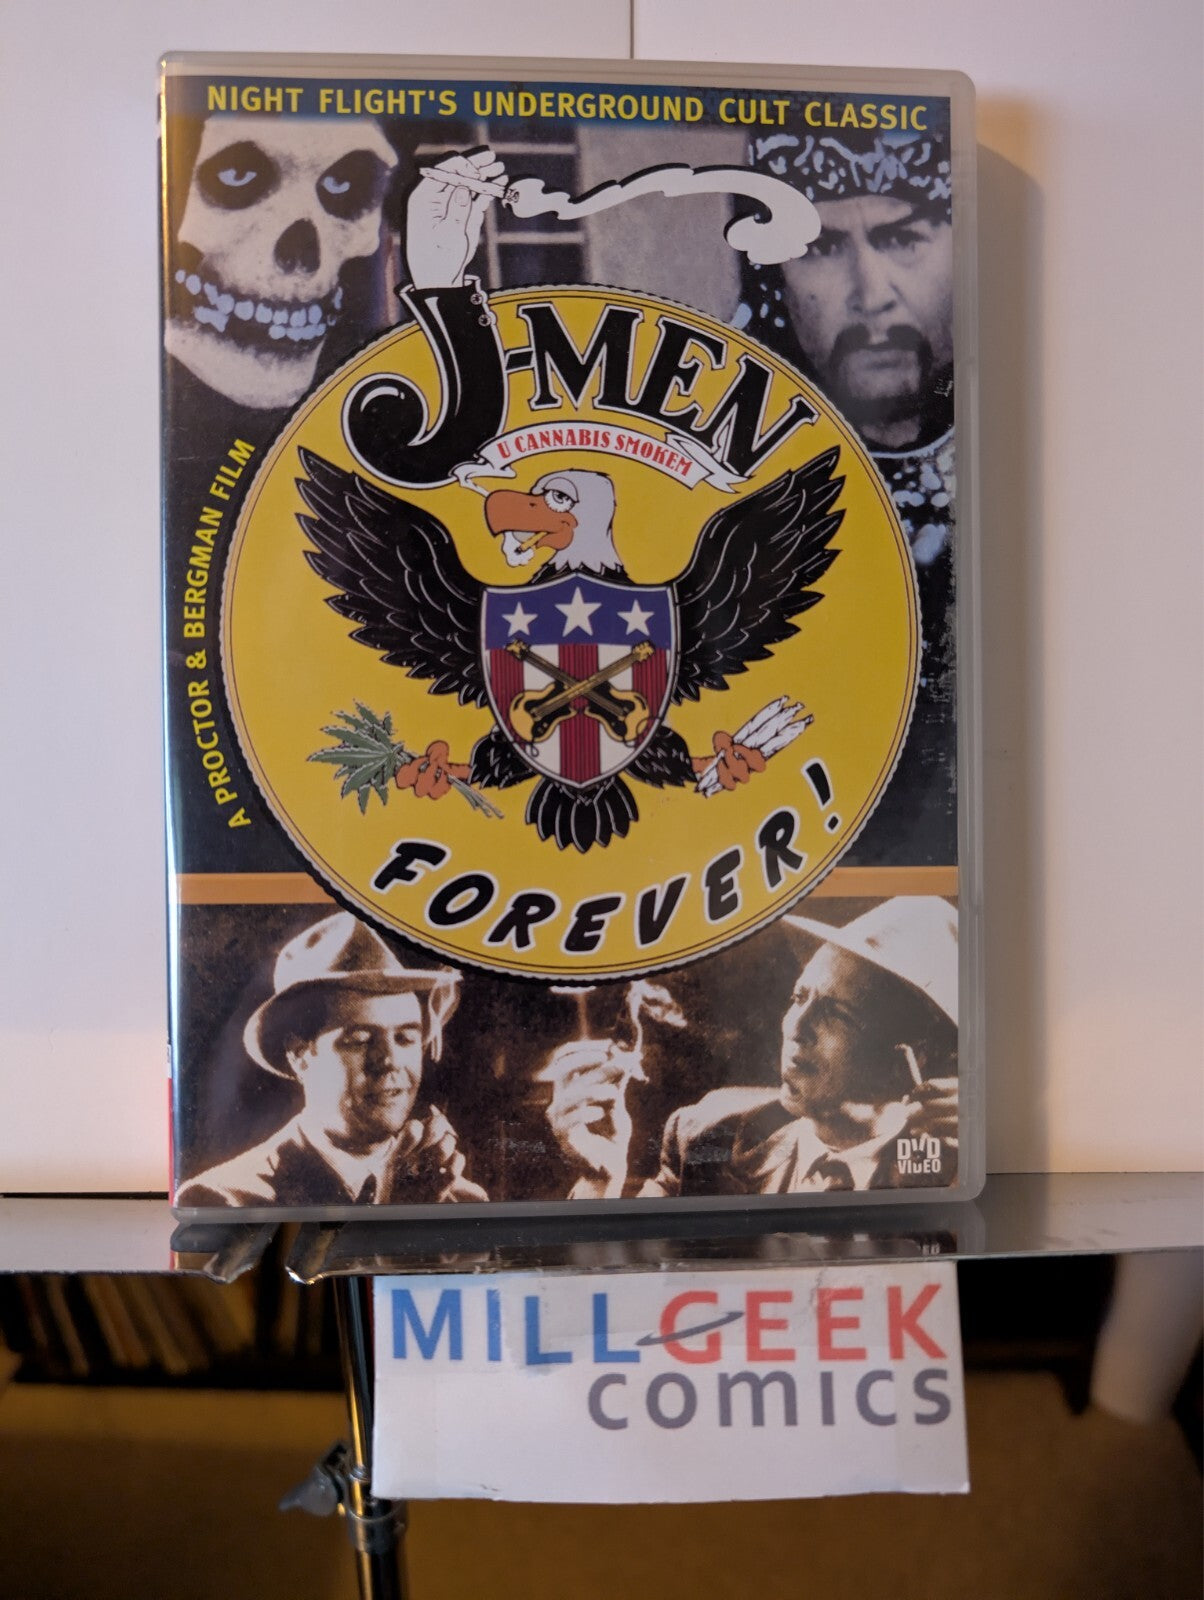 NIGHT FLIGHT'S UNDERGROUND CULT CLASSIC
J-MEN
U CANNABIS SMOKEM
A PROCTOR & BERGMAN FILM
FOREVER!
DVD
VIDEO
MILLGEEK
comics